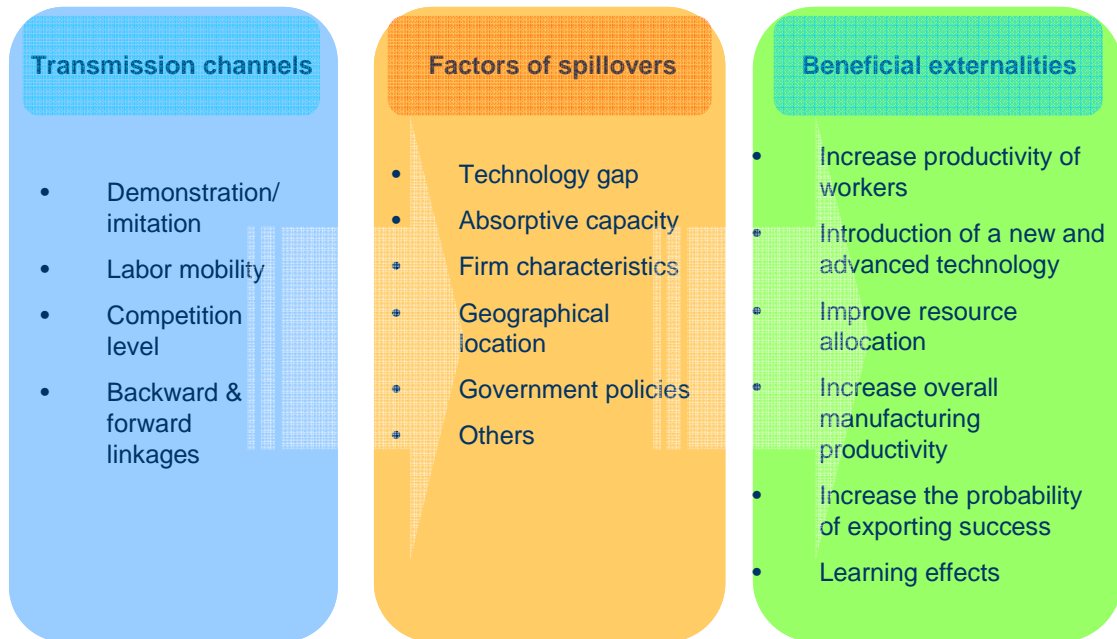 Transmission channels
• Demonstration/
imitation
• Labor mobility
• Competition
level
• Backward &
forward
linkages
Factors of spillovers
• Technology gap
• Absorptive capacity
• Firm characteristics
• Geographical
location
• Government policies
• Others
Beneficial externalities
• Increase productivity of
workers
• Introduction of a new and
advanced technology
• Improve resource
allocation
• Increase overall
manufacturing
productivity
• Increase the probability
of exporting success
• Learning effects